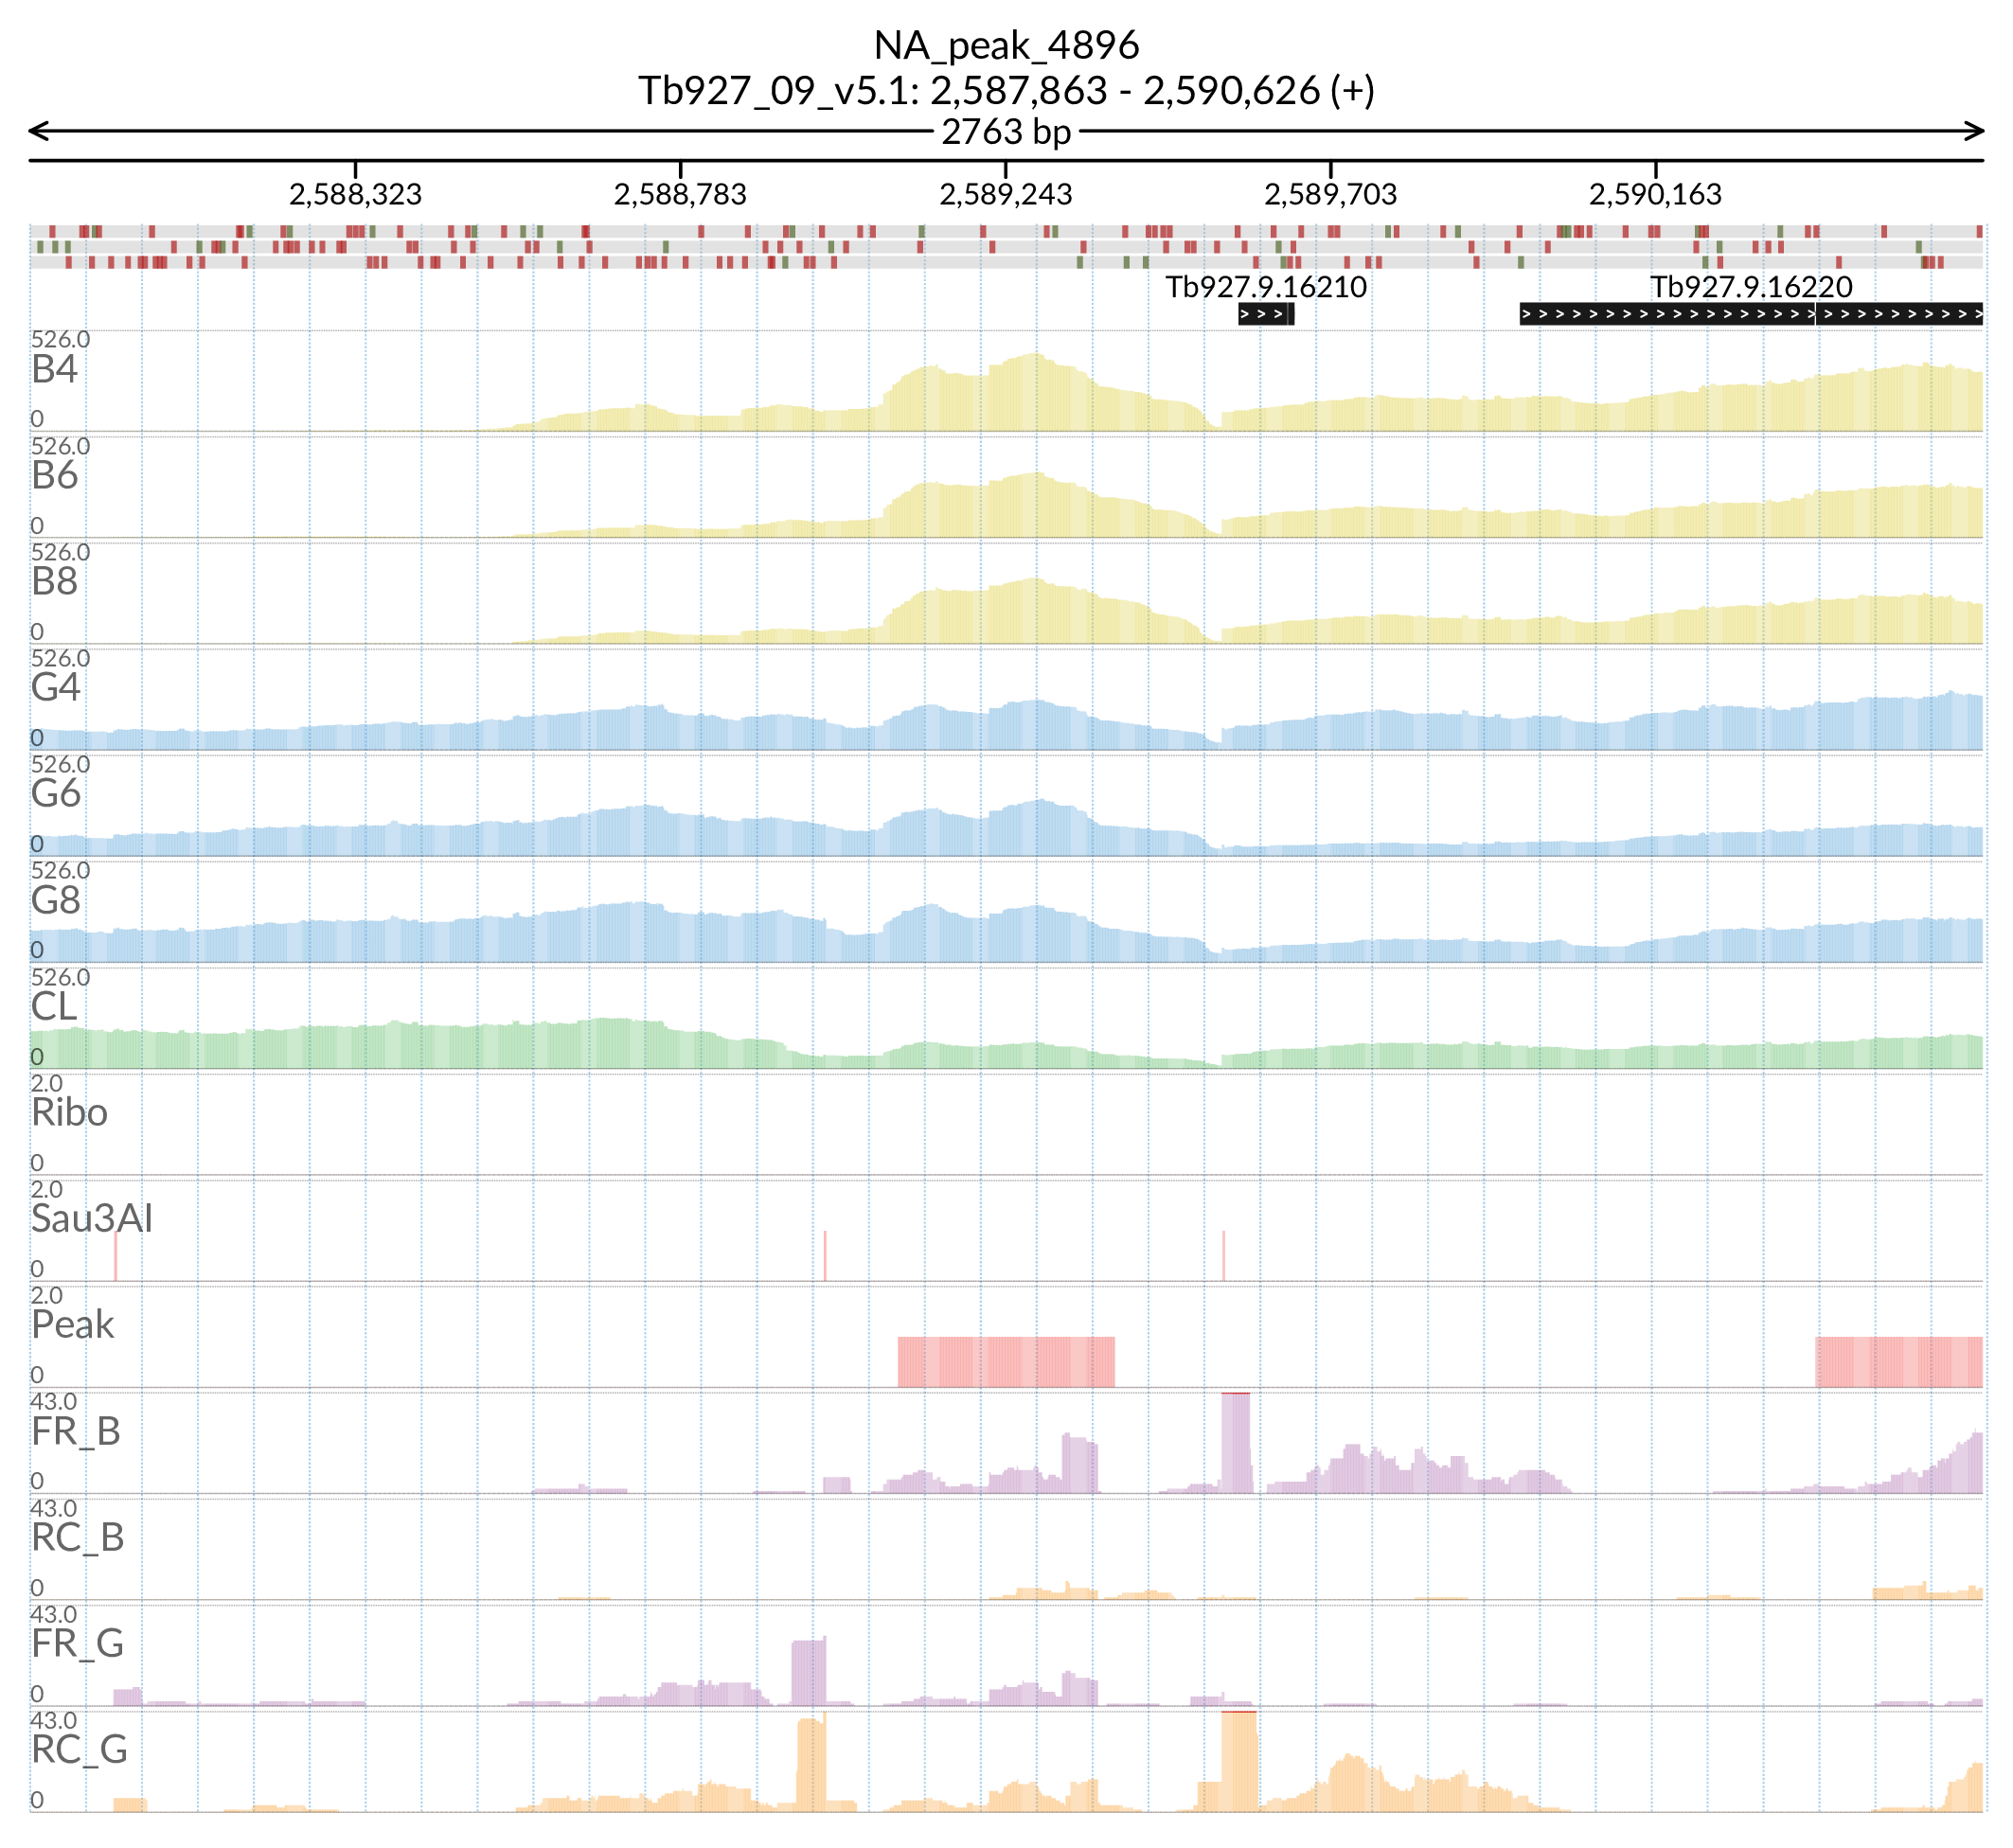 NA_peak_4896
Tb927_09_v5.1: 2,587,863 - 2,590,626 (+)
2763 bp
2,588,323 2,588,783 2,589,243 2,589,703 2,590,163
Tb927.9.16210 Tb927.9.16220
526.0
B4
0
526.0
B6
0
526.0
B8
0
526.0
G4
0
526.0
G6
0
526.0
G8
0
526.0
CL
0
2.0
Ribo
0
2.0
Sau3AI
0
2.0
Peak
0
43.0
FR_B
0
43.0
RC_B
0
43.0
FR_G
0
43.0
RC_G
0